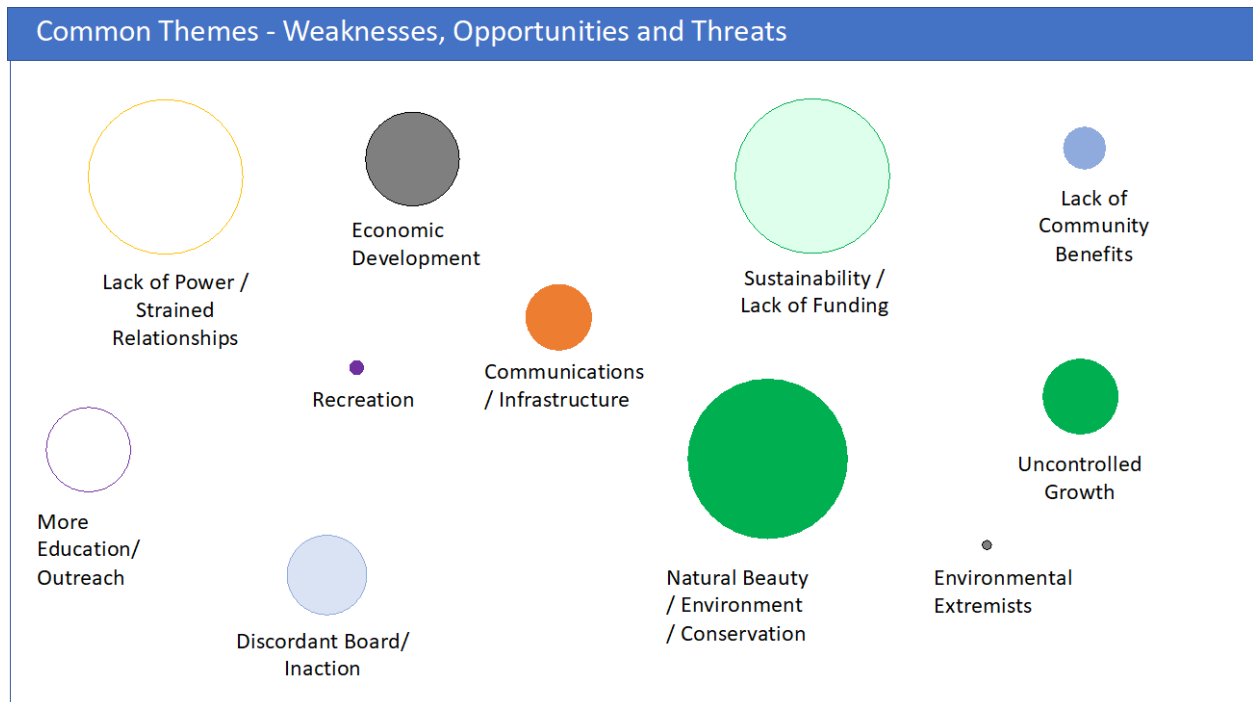 Common Themes - Weaknesses, Opportunities and Threats
Lack of Power /
Strained
Relationships
Economic
Development
Sustainability /
Lack of Funding
Lack of
Community
Benefits
Recreation
Communications
/ Infrastructure
Uncontrolled
Growth
More
Education/
Outreach
Discordant Board/
Inaction
Natural Beauty
/ Environment
/ Conservation
Environmental
Extremists